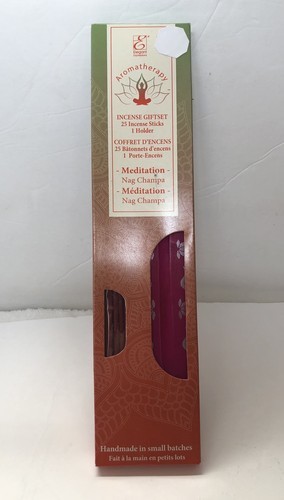 Aromatherapy
INCENSE GIFTSET
25 Incense Sticks
1 Holder
COFFRET D'ENCENS
25 Bâtonnets d'encens
1 Porte-Encens
- Meditation -
Nag Champa
- Méditation -
Nag Champa
Handmade in small batches
Fait à la main en petits lots